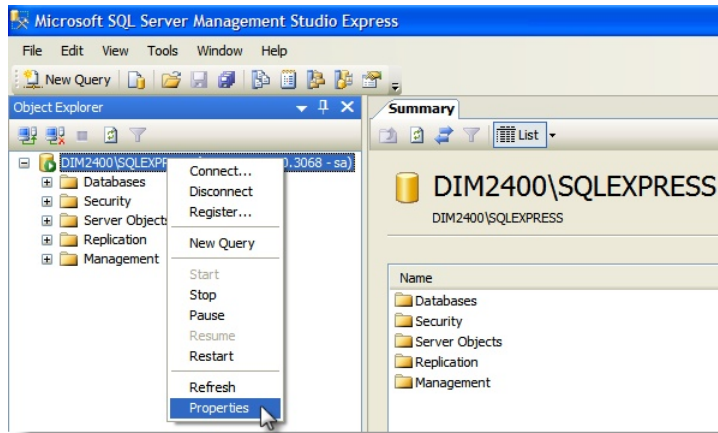 Microsoft SQL Server Management Studio Express
File Edit View Tools Window Help
New Query
Object Explorer
DIM2400\SQLEXPR 0.3068 - sa)
Databases
Security
Server Object
Replication
Management
Connect...
Disconnect
Register...
New Query
Start
Stop
Pause
Resume
Restart
Refresh
Properties
Summary
List
DIM2400\SQLEXPRESS
DIM2400\SQLEXPRESS
Name
Databases
Security
Server Objects
Replication
Management